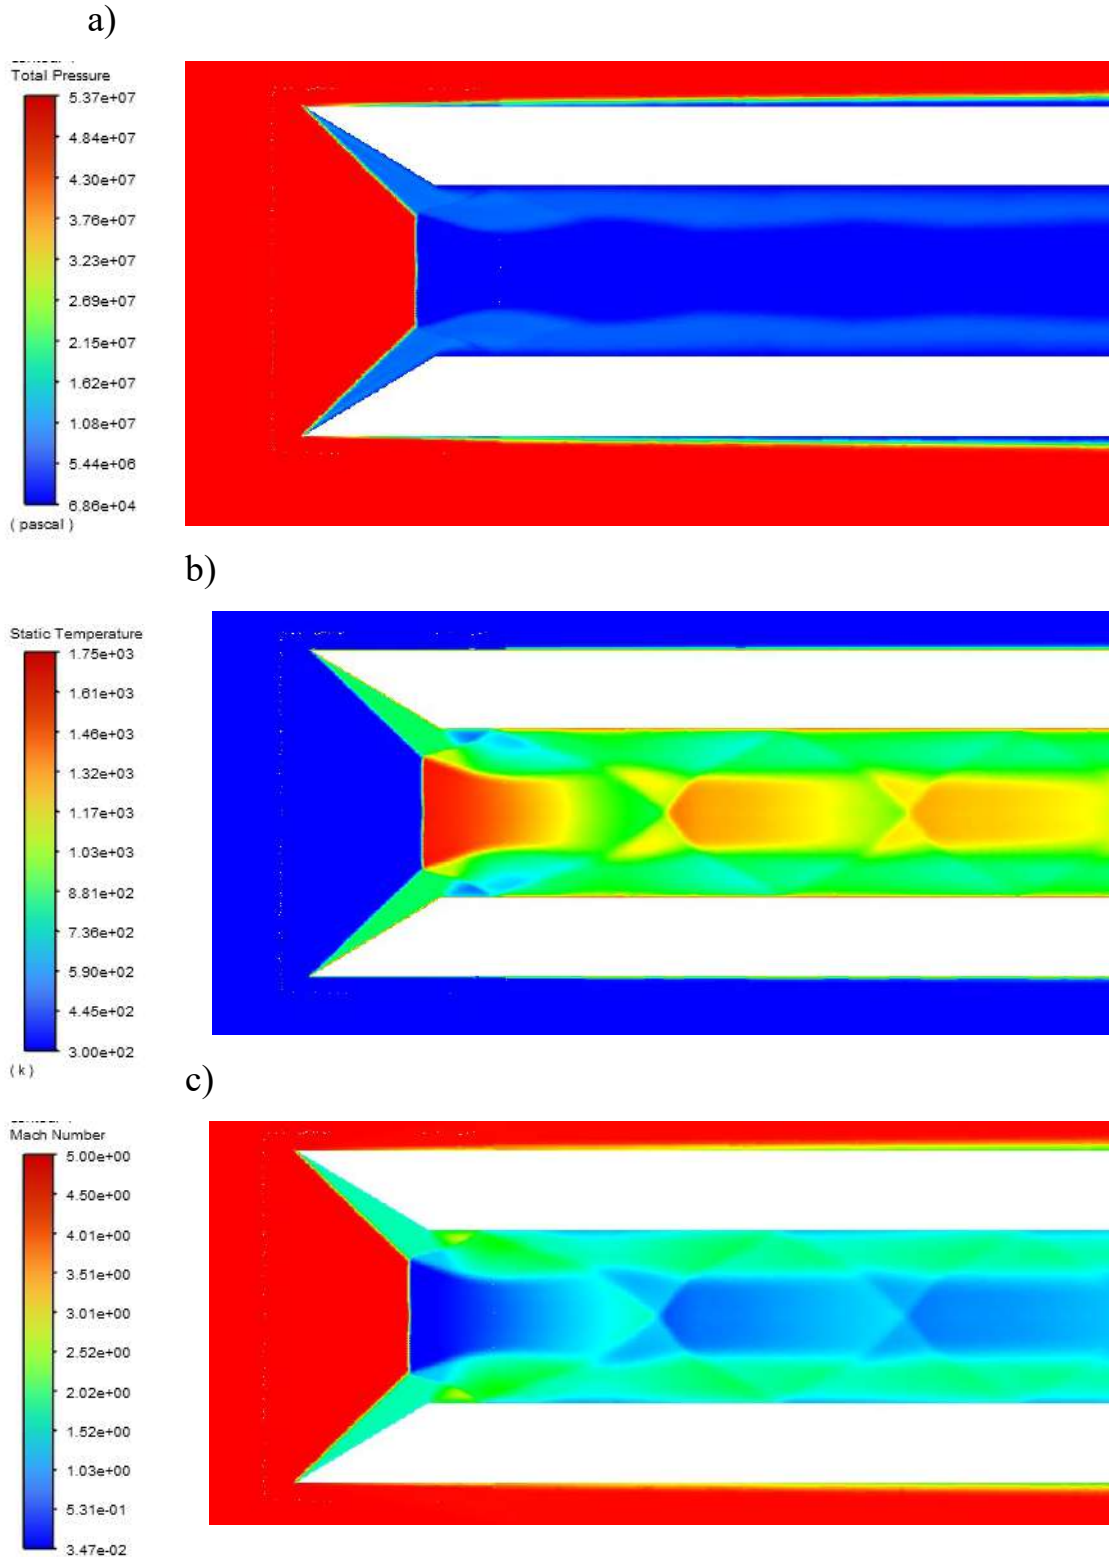 a)
Total Pressure
5.37e+07
4.84e+07
4.30e+07
3.76e+07
3.23e+07
2.69e+07
2.15e+07
1.62e+07
1.08e+07
5.44e+06
6.86e+04
( pascal )
b)
Static Temperature
1.75e+03
1.61e+03
1.46e+03
1.32e+03
1.17e+03
1.03e+03
8.81e+02
7.36e+02
5.90e+02
4.45e+02
3.00e+02
( k )
c)
Mach Number
5.00e+00
4.50e+00
4.01e+00
3.51e+00
3.01e+00
2.52e+00
2.02e+00
1.52e+00
1.03e+00
5.31e-01
3.47e-02